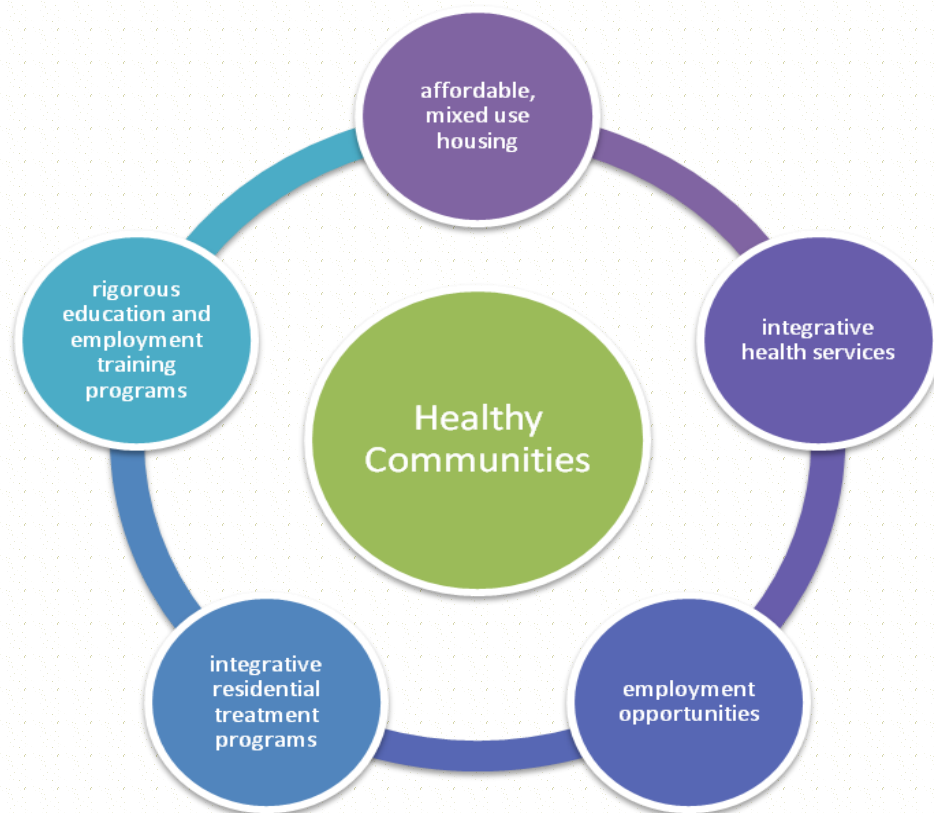 affordable,
mixed use
housing
integrative
health services
employment
opportunities
integrative
residential
treatment
programs
rigorous
education and
employment
training
programs
Healthy
Communities